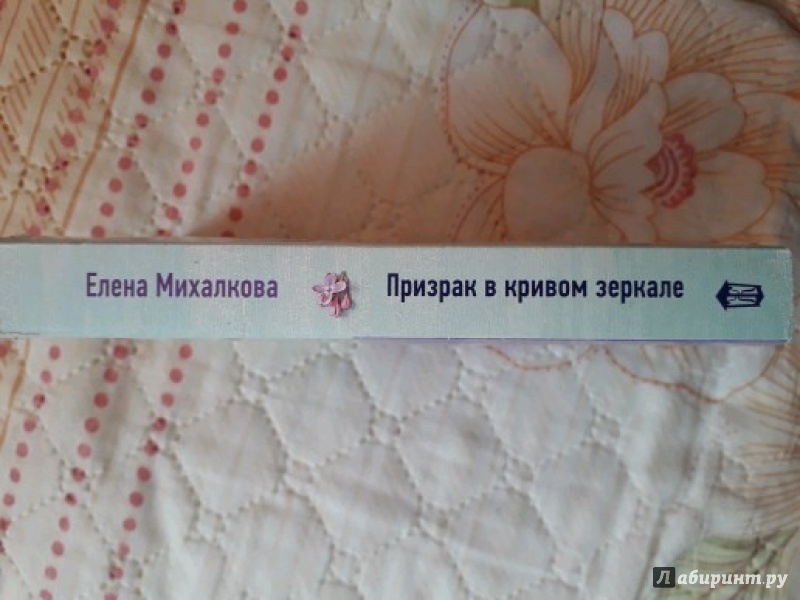 Елена Михалкова
Призрак в кривом зеркале
Лабиринт.ру